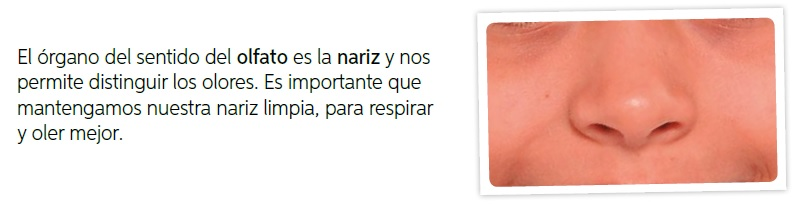 El órgano del sentido del olfato es la nariz y nos
permite distinguir los olores. Es importante que
mantengamos nuestra nariz limpia, para respirar
y oler mejor.